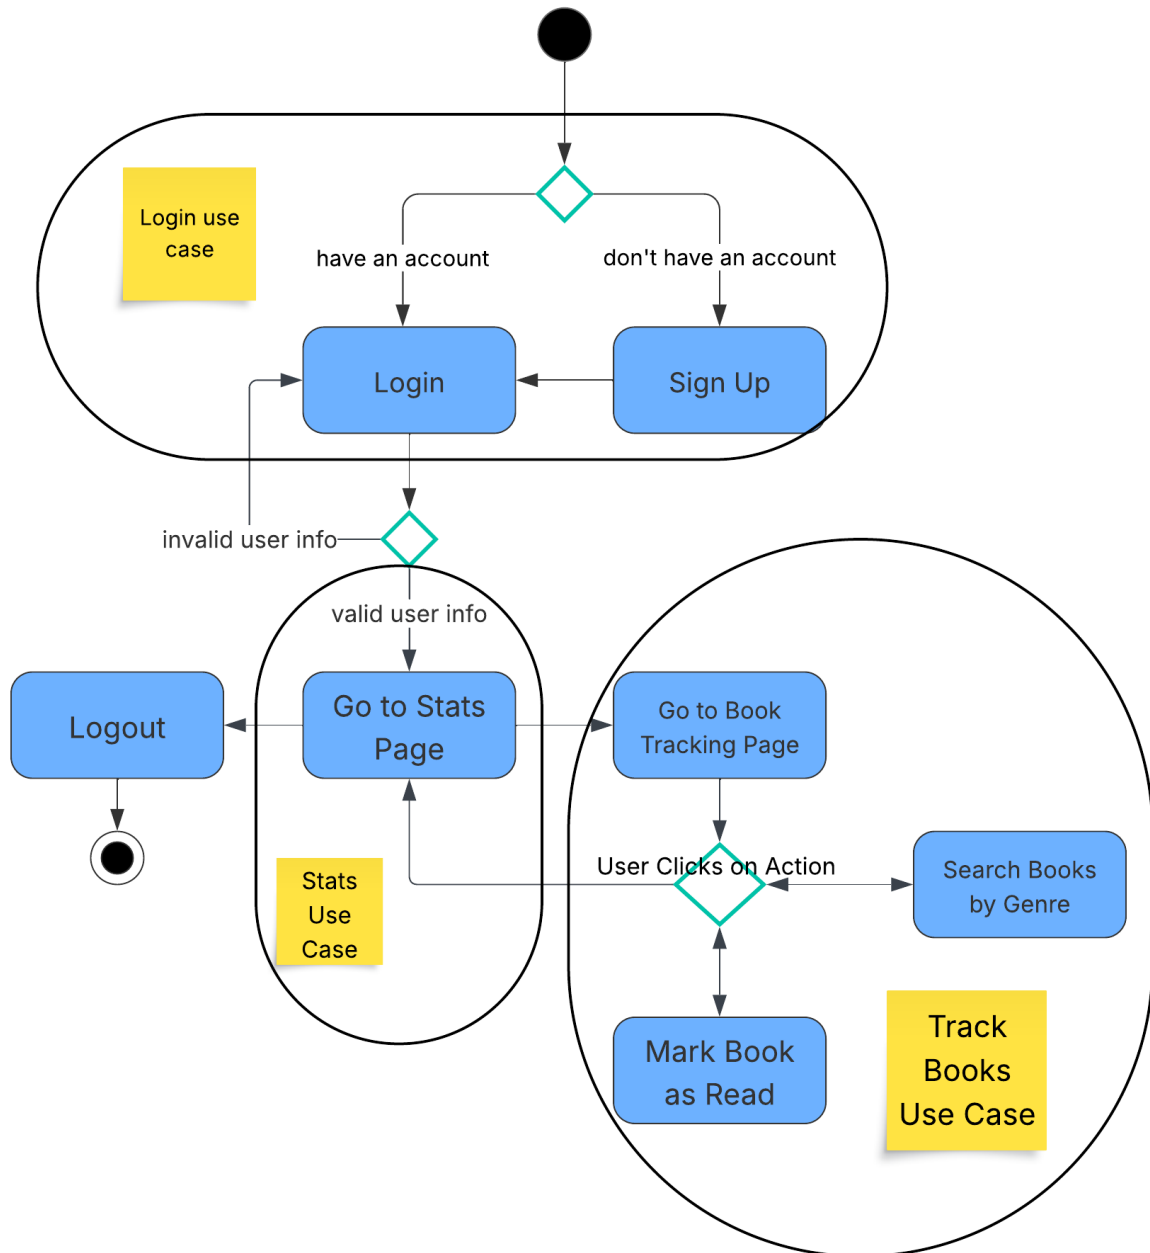 Login use
case
have an account
don't have an account
Login
Sign Up
invalid user info
valid user info
Logout
Go to Stats
Page
Go to Book
Tracking Page
User Clicks on Action
Search Books
by Genre
Stats
Use
Case
Mark Book
as Read
Track
Books
Use Case